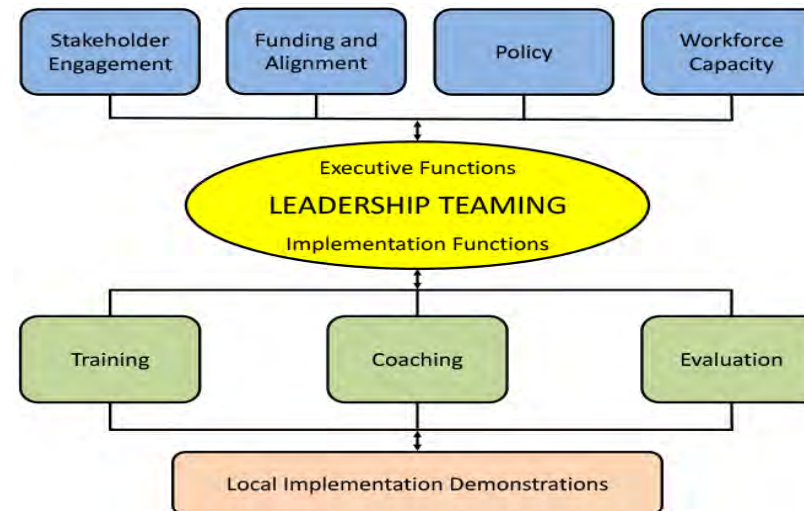 Stakeholder
Engagement
Funding and
Alignment
Policy
Workforce
Capacity
Executive Functions
LEADERSHIP TEAMING
Implementation Functions
Training
Coaching
Evaluation
Local Implementation Demonstrations